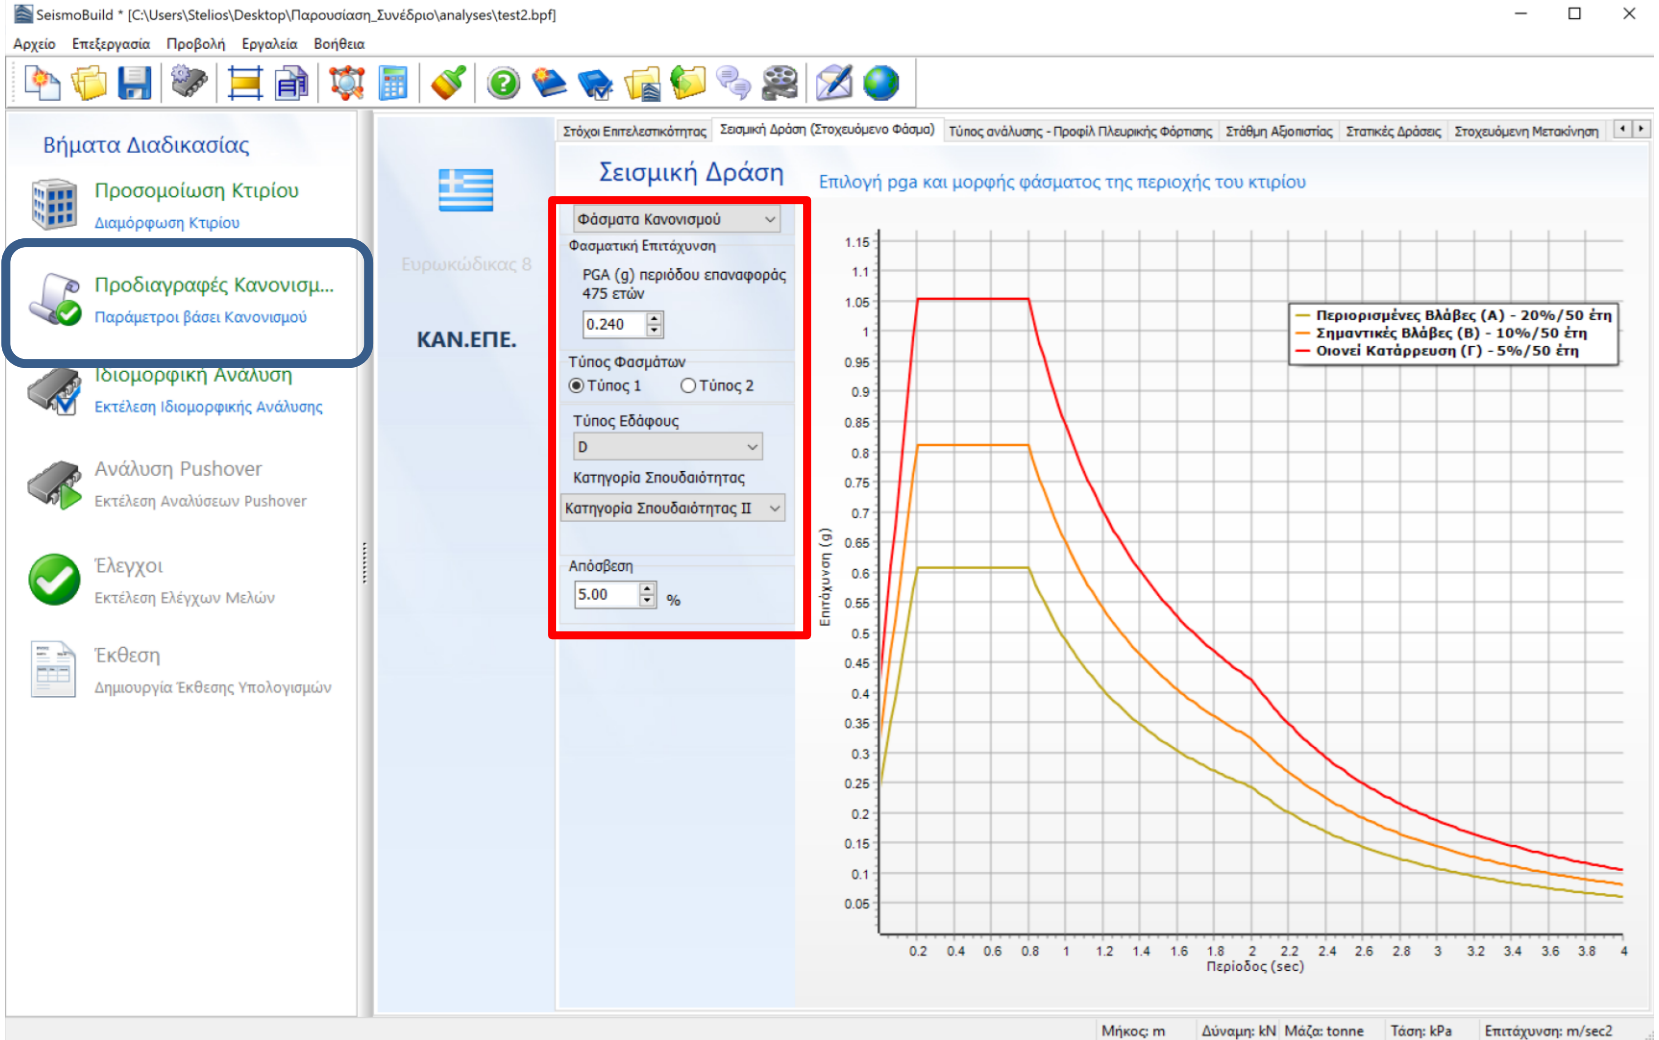 SeismoBuild * [C:\Users\Stelios\Desktop\Παρουσίαση_Συνέδριο\analyses\test2.bpf]
Αρχείο Επεξεργασία Προβολή Εργαλεία Βοήθεια
Βήματα Διαδικασίας
Προσομοίωση Κτιρίου
Διαμόρφωση Κτιρίου
Προδιαγραφές Κανονισμ...
Παράμετροι βάσει Κανονισμού
Ιδιομορφική Ανάλυση
Εκτέλεση Ιδιομορφικής Ανάλυσης
Ανάλυση Pushover
Εκτέλεση Αναλύσεων Pushover
Έλεγχοι
Εκτέλεση Ελέγχων Μελών
Έκθεση
Δημιουργία Έκθεσης Υπολογισμών
Ευρωκώδικας 8
ΚΑΝ.ΕΠΕ.
Στόχοι Επιτελεστικότητας Σεισμική Δράση (Στοχευόμενο Φάσμα) Τύπος ανάλυσης - Προφίλ Πλευρικής Φόρτισης Στάθμη Αξιοπιστίας Στατικές Δράσεις Στοχευόμενη Μετακίνηση
Σεισμική Δράση
Φάσματα Κανονισμού
Φασματική Επιτάχυνση
PGA (g) περιόδου επαναφοράς
475 ετών
0.240
Τύπος Φασμάτων
Τύπος 1 Τύπος 2
Τύπος Εδάφους
D
Κατηγορία Σπουδαιότητας
Κατηγορία Σπουδαιότητας II
Απόσβεση
5.00 %
Επιλογή pga και μορφής φάσματος της περιοχής του κτιρίου
1.15
1.1
1.05
1
0.95
0.9
0.85
0.8
0.75
0.7
0.65
0.6
0.55
0.5
0.45
0.4
0.35
0.3
0.25
0.2
0.15
0.1
0.05
Επιτάχυνση (g)
Περιορισμένες Βλάβες (Α) - 20%/50 έτη
Σημαντικές Βλάβες (Β) - 10%/50 έτη
Οιονεί Κατάρρευση (Γ) - 5%/50 έτη
0.2 0.4 0.6 0.8 1 1.2 1.4 1.6 1.8 2 2.2 2.4 2.6 2.8 3 3.2 3.4 3.6 3.8 4
Περίοδος (sec)
Μήκος: m Δύναμη: kN Μάζα: tonne Τάση: kPa Επιτάχυνση: m/sec2